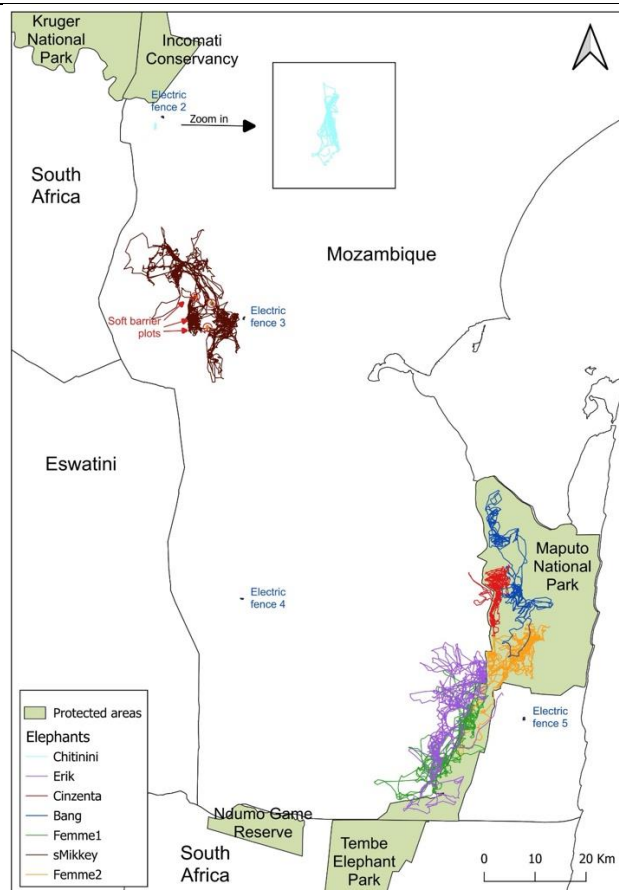 Kruger
National
Park
Incomati
Conservancy
Electric
fence 2
Zoom in
South
Africa
Mozambique
Soft barrier
plots
Electric
fence 3
Eswatini
Maputo
National
Park
Electric
fence 4
Electric
fence 5
Protected areas
Elephants
Chitinini
Erik
Cinzenta
Bang
Femme1
sMikkey
Femme2
Ndumo Game
Reserve
South
Africa
Tembe
Elephant
Park
0 10 20 Km